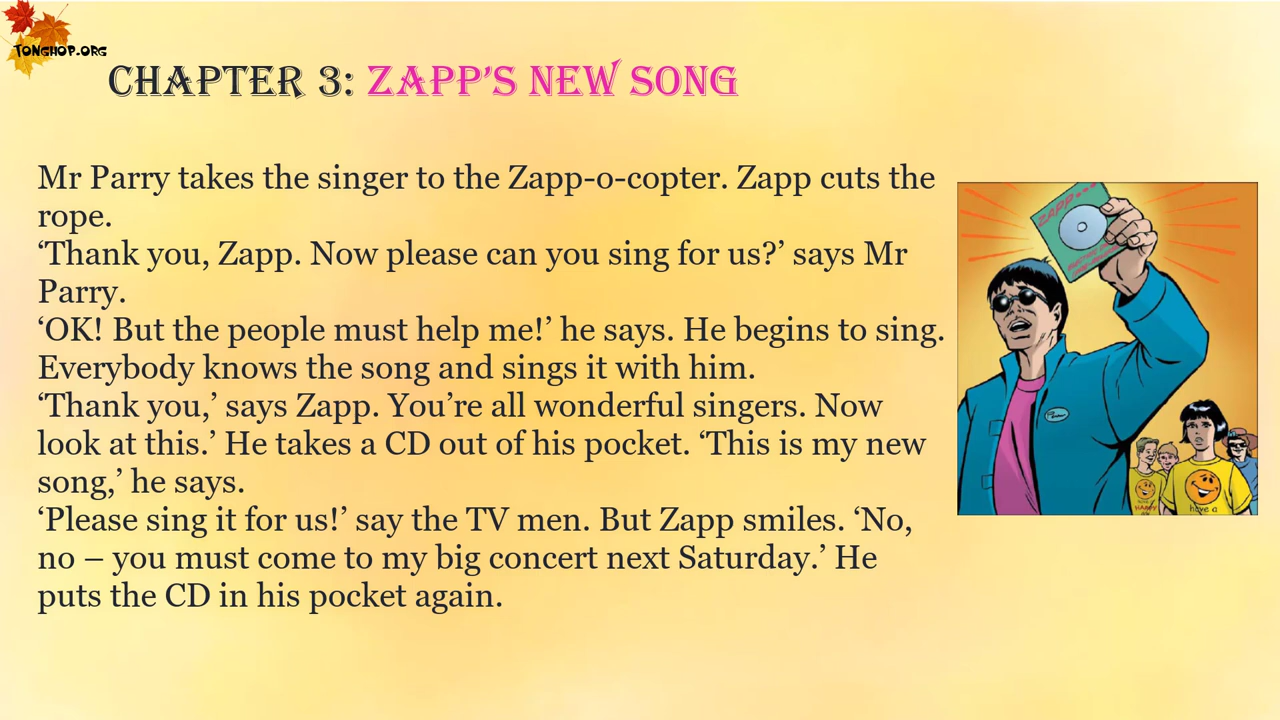 TONGHOP.ORG
CHAPTER 3: ZAPP’S NEW SONG
Mr Parry takes the singer to the Zapp-o-copter. Zapp cuts the
rope.
‘Thank you, Zapp. Now please can you sing for us?’ says Mr
Parry.
‘OK! But the people must help me!’ he says. He begins to sing.
Everybody knows the song and sings it with him.
‘Thank you,’ says Zapp. You’re all wonderful singers. Now
look at this.’ He takes a CD out of his pocket. ‘This is my new
song,’ he says.
‘Please sing it for us!’ say the TV men. But Zapp smiles. ‘No,
no – you must come to my big concert next Saturday.’ He
puts the CD in his pocket again.
ZAPP
HAPPY
have a